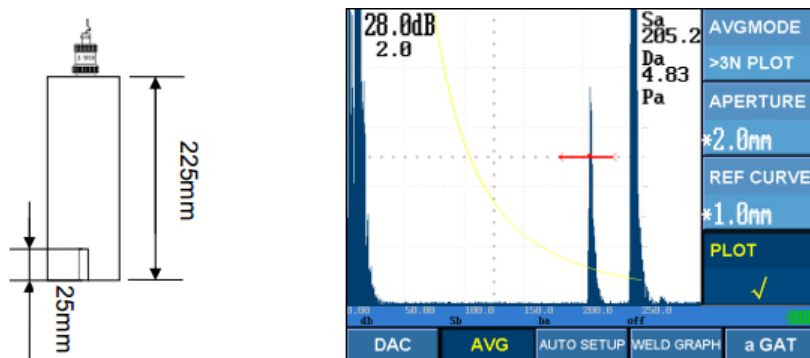 225mm
25mm
28.0dB
2.0
Sa
205.2
Da
4.83
Pa
0.00 50.00 100.0 150.0 200.0 250.0
db Sb ba off
AVGMODE
>3N PLOT
APERTURE
*2.0mm
REF CURVE
*1.0mm
PLOT
√
DAC AVG AUTO SETUP WELD GRAPH a GAT